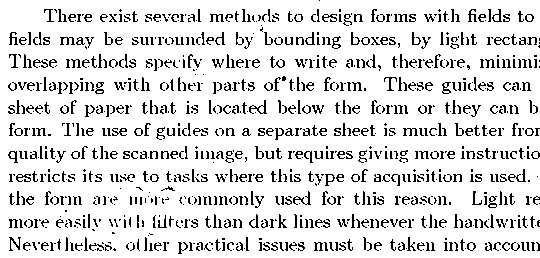 There exist several methods to design forms with fields to
fields may be surrounded by bounding boxes, by light rectan
These methods specify where to write and, therefore, minimi
overlapping with other parts of the form. These guides can
sheet of paper that is located below the form or they can b
form. The use of guides on a separate sheet is much better fro
quality of the scanned image, but requires giving more instructio
restricts its use to tasks where this type of acquisition is used.
the form are more commonly used for this reason. Light re
more easily with filters than dark lines whenever the handwritte
Nevertheless, other practical issues must be taken into accoun